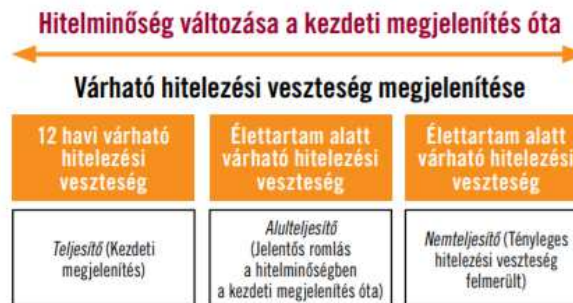 Hitelminőség változása a kezdeti megjelenítés óta
Várható hitelezési veszteség megjelenítése
12 havi várható
hitelezési
veszteség
Élettartam alatt
várható hitelezési
veszteség
Élettartam alatt
várható hitelezési
veszteség
Teljesítő (Kezdeti
megjelenítés)
Alulteljesítő
(Jelentős romlás
a hitelminőségben
a kezdeti megjelenítés óta)
Nemteljesítő (Tényleges
hitelezési veszteség
felmerült)